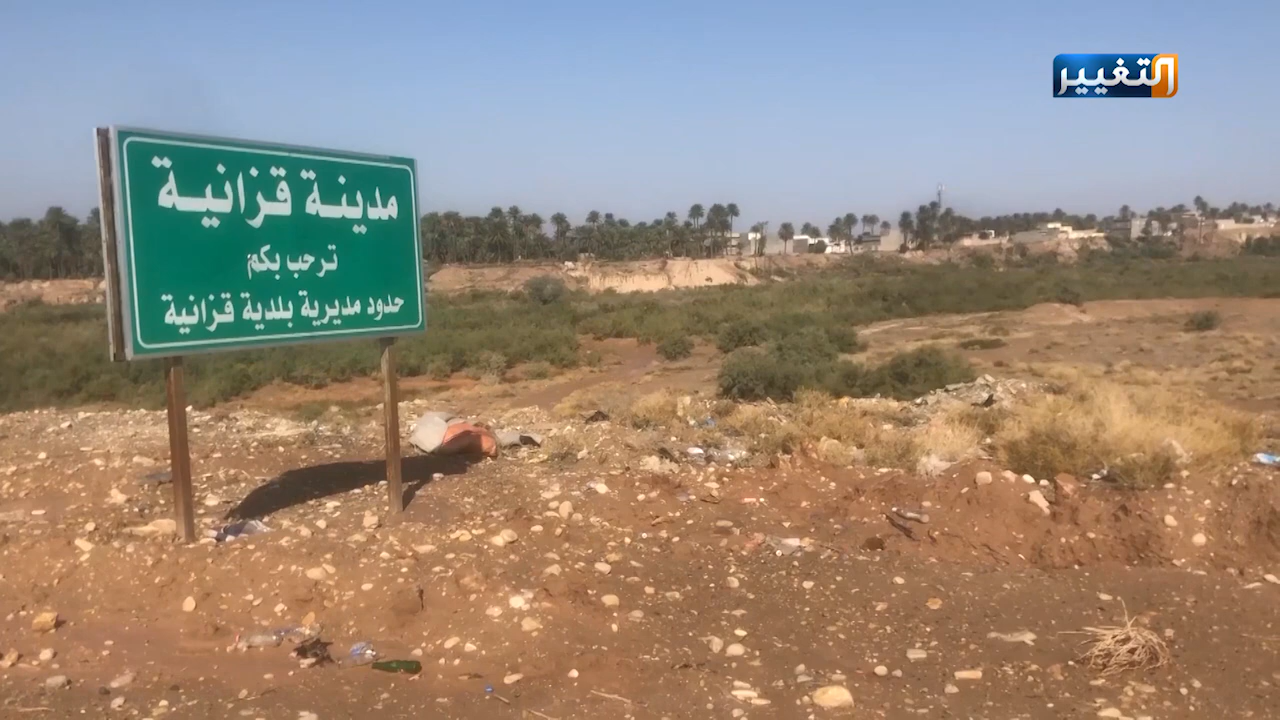 التغيير
مدينة قزانية
ترحب بكم
حدود مديرية بلدية قزانية